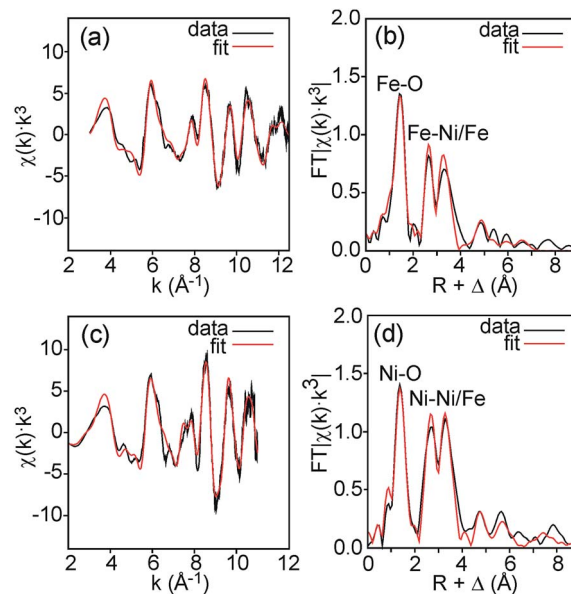 (a)
data
fit
10
5
0
-5
-10
χ(k)·k³
2 4 6 8 10 12
k (Å⁻¹)
(b)
data
fit
Fe-O
Fe-Ni/Fe
2.0
1.5
1.0
0.5
0.0
FT|χ(k)·k³|
0 2 4 6 8
R + Δ (Å)
(c)
data
fit
10
5
0
-5
-10
χ(k)·k³
2 4 6 8 10 12
k (Å⁻¹)
(d)
data
fit
Ni-O
Ni-Ni/Fe
2.0
1.5
1.0
0.5
0.0
FT|χ(k)·k³|
0 2 4 6 8
R + Δ (Å)